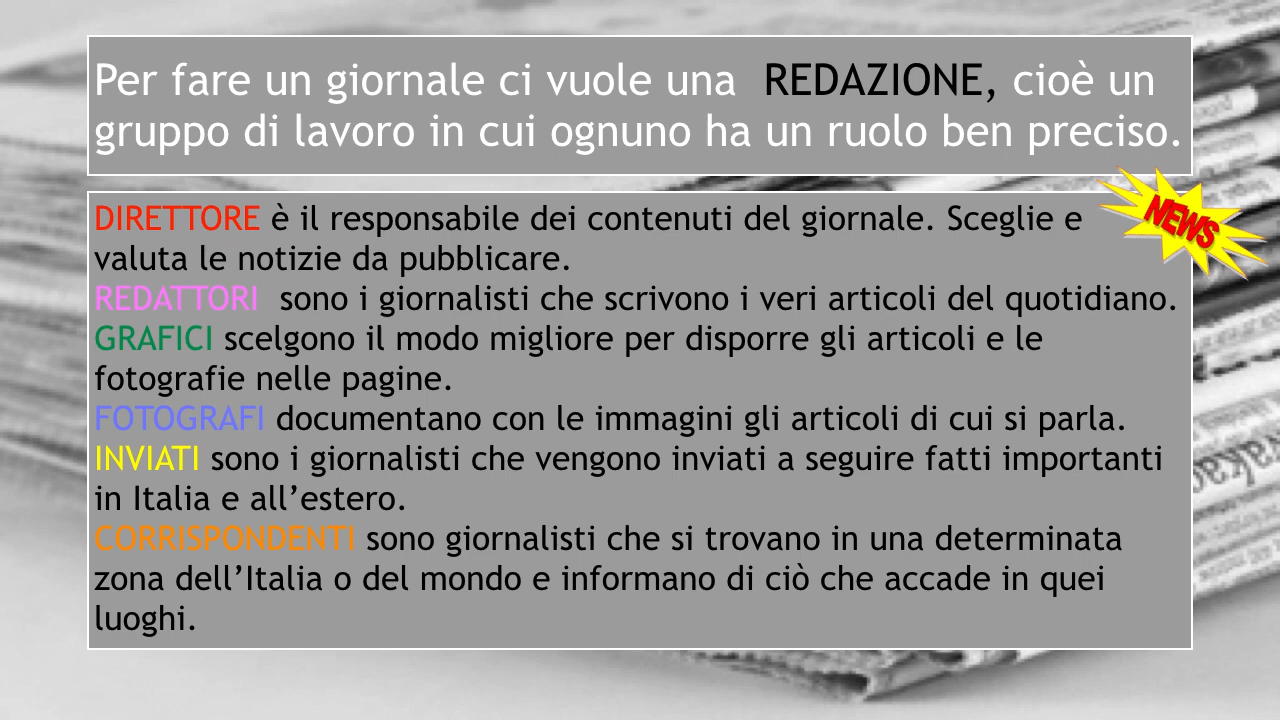 Per fare un giornale ci vuole una REDAZIONE, cioè un
gruppo di lavoro in cui ognuno ha un ruolo ben preciso.
NEWS
DIRETTORE è il responsabile dei contenuti del giornale. Sceglie e
valuta le notizie da pubblicare.
REDATTORI sono i giornalisti che scrivono i veri articoli del quotidiano.
GRAFICI scelgono il modo migliore per disporre gli articoli e le
fotografie nelle pagine.
FOTOGRAFI documentano con le immagini gli articoli di cui si parla.
INVIATI sono i giornalisti che vengono inviati a seguire fatti importanti
in Italia e all’estero.
CORRISPONDENTI sono giornalisti che si trovano in una determinata
zona dell’Italia o del mondo e informano di ciò che accade in quei
luoghi.